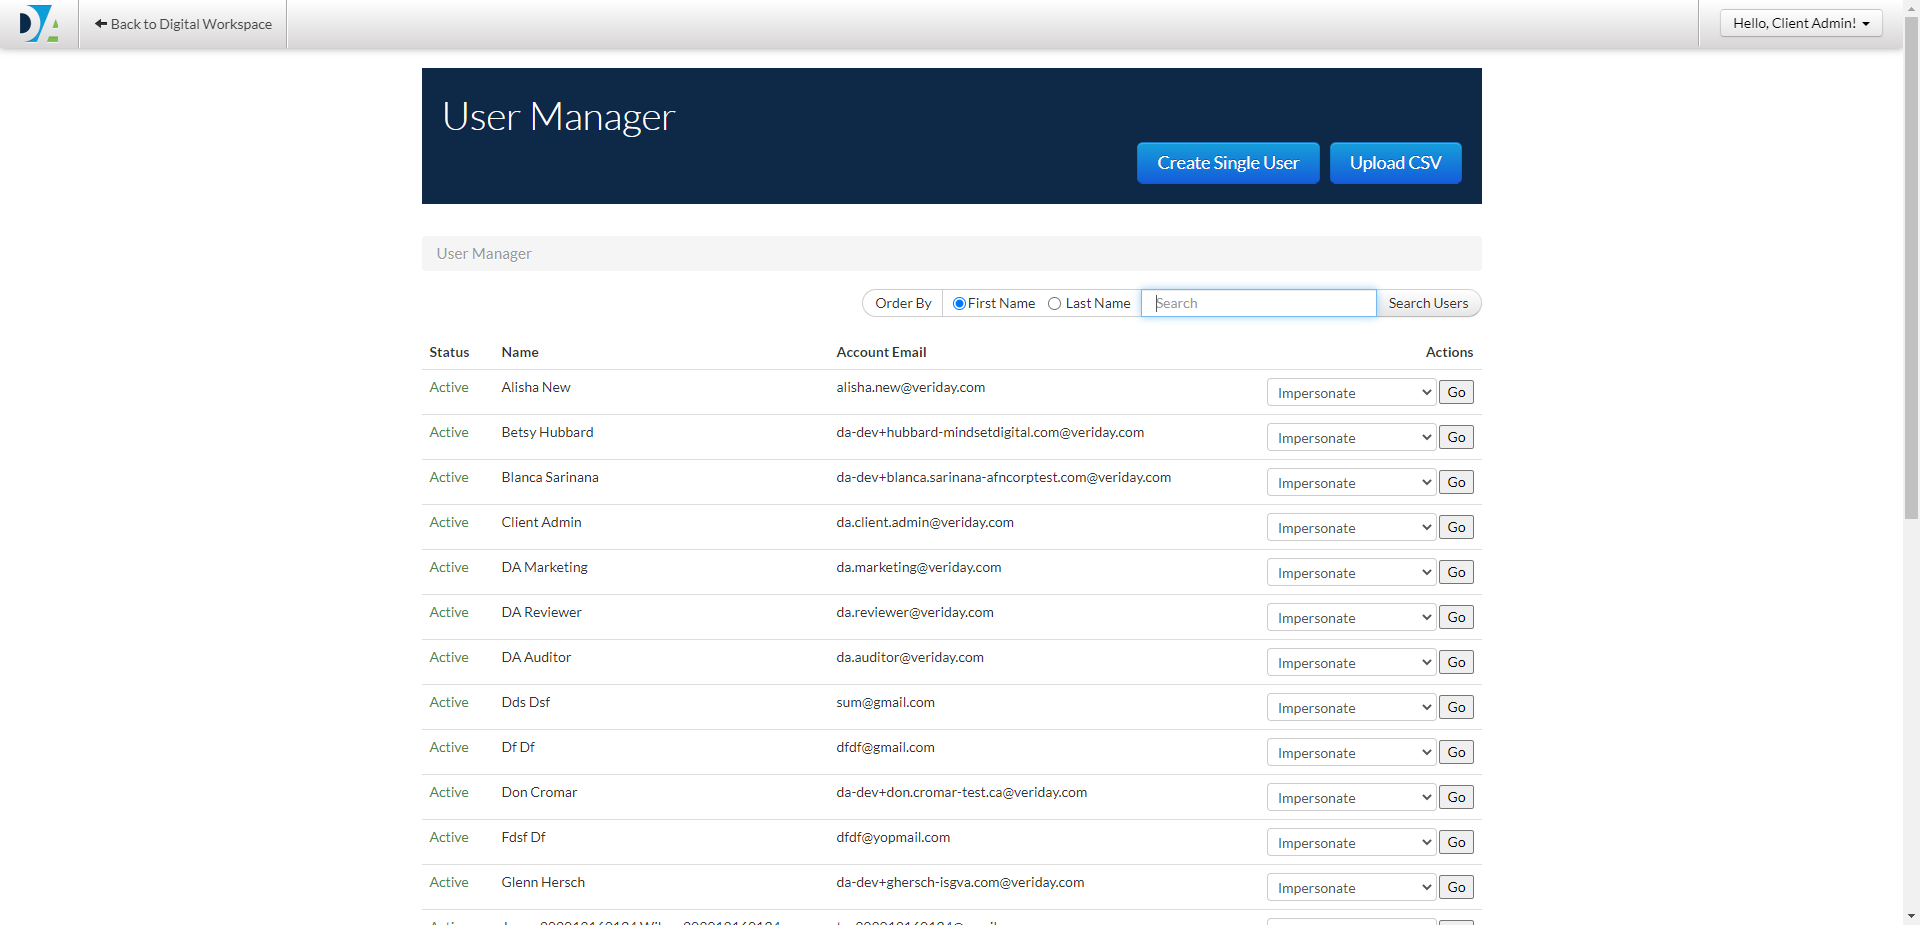 DA Back to Digital Workspace Hello, Client Admin!
User Manager
Create Single User Upload CSV
User Manager
Order By First Name Last Name Search Search Users
Status Name Account Email Actions
Active Alisha New alisha.new@veriday.com Impersonate Go
Active Betsy Hubbard da-dev+hubbard-mindsetdigital.com@veriday.com Impersonate Go
Active Blanca Sarinana da-dev+blanca.sarinana-afncorptest.com@veriday.com Impersonate Go
Active Client Admin da.client.admin@veriday.com Impersonate Go
Active DA Marketing da.marketing@veriday.com Impersonate Go
Active DA Reviewer da.reviewer@veriday.com Impersonate Go
Active DA Auditor da.auditor@veriday.com Impersonate Go
Active Dds Dsf sum@gmail.com Impersonate Go
Active Df Df dfdf@gmail.com Impersonate Go
Active Don Cromar da-dev+don.cromar-test.ca@veriday.com Impersonate Go
Active Fdsf Df dfdf@yopmail.com Impersonate Go
Active Glenn Hersch da-dev+ghersch-isgva.com@veriday.com Impersonate Go